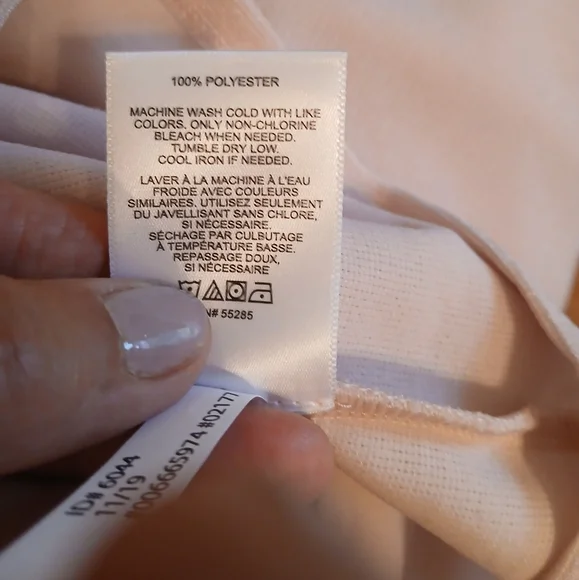 100% POLYESTER
MACHINE WASH COLD WITH LIKE
COLORS. ONLY NON-CHLORINE
BLEACH WHEN NEEDED.
TUMBLE DRY LOW.
COOL IRON IF NEEDED.
LAVER À LA MACHINE À L'EAU
FROIDE AVEC COULEURS
SIMILAIRES. UTILISEZ SEULEMENT
DU JAVELLISANT SANS CHLORE,
SI NÉCESSAIRE.
SÉCHAGE PAR CULBUTAGE
À TEMPÉRATURE BASSE.
REPASSAGE DOUX,
SI NÉCESSAIRE
N# 55285
ID# 6044
11/19
#02177